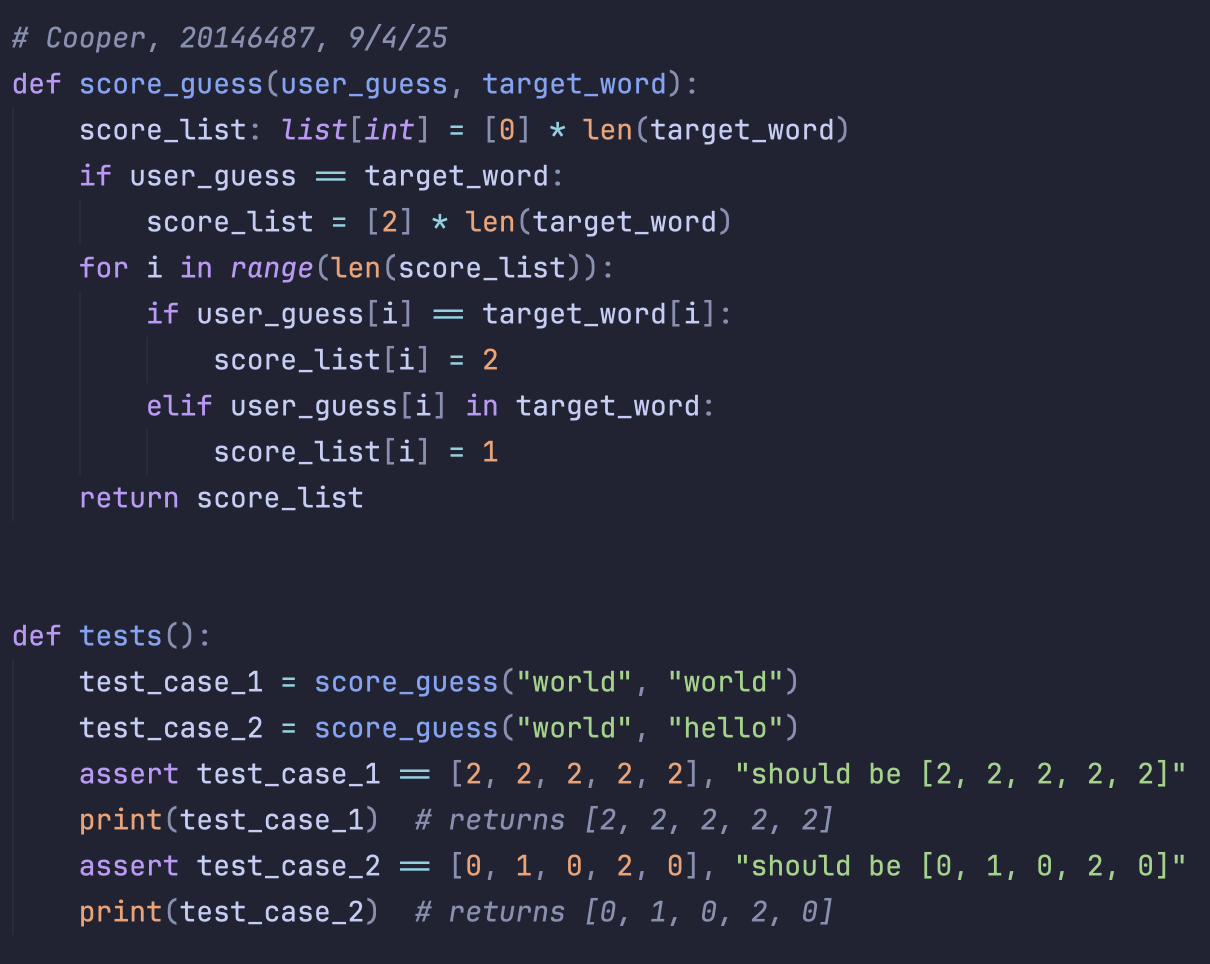 # Cooper, 20146487, 9/4/25
def score_guess(user_guess, target_word):
    score_list: list[int] = [0] * len(target_word)
    if user_guess == target_word:
        score_list = [2] * len(target_word)
    for i in range(len(score_list)):
        if user_guess[i] == target_word[i]:
            score_list[i] = 2
        elif user_guess[i] in target_word:
            score_list[i] = 1
    return score_list
def tests():
    test_case_1 = score_guess("world", "world")
    test_case_2 = score_guess("world", "hello")
    assert test_case_1 == [2, 2, 2, 2, 2], "should be [2, 2, 2, 2, 2]"
    print(test_case_1)  # returns [2, 2, 2, 2, 2]
    assert test_case_2 == [0, 1, 0, 2, 0], "should be [0, 1, 0, 2, 0]"
    print(test_case_2)  # returns [0, 1, 0, 2, 0]